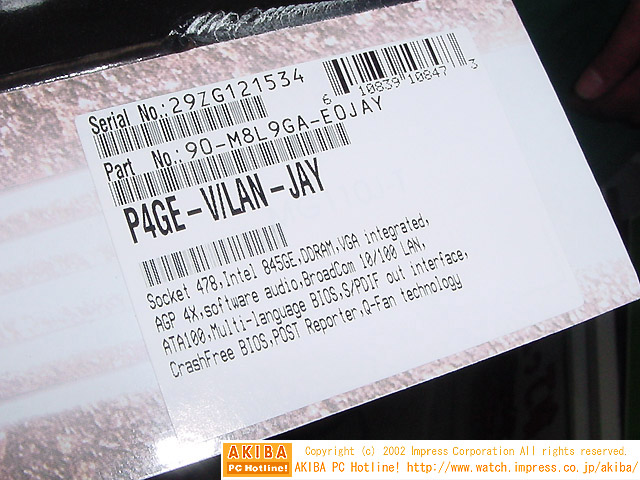 Serial No.:29ZG121534
6 10839 10847 3
Part No.:90-M8L9GA-EOJAY
P4GE-V/LAN-JAY
Socket 478,Intel 845GE,DDRAM,VGA integrated,
AGP 4X,software audio,BroadCom 10/100 LAN,
ATA100,Multi-language BIOS,S/PDIF out interface,
CrashFree BIOS,POST Reporter,Q-Fan technology
AKIBA
PC Hotline!
Copyright (c) 2002 Impress Corporation All rights reserved.
AKIBA PC Hotline! http://www.watch.impress.co.jp/akiba/